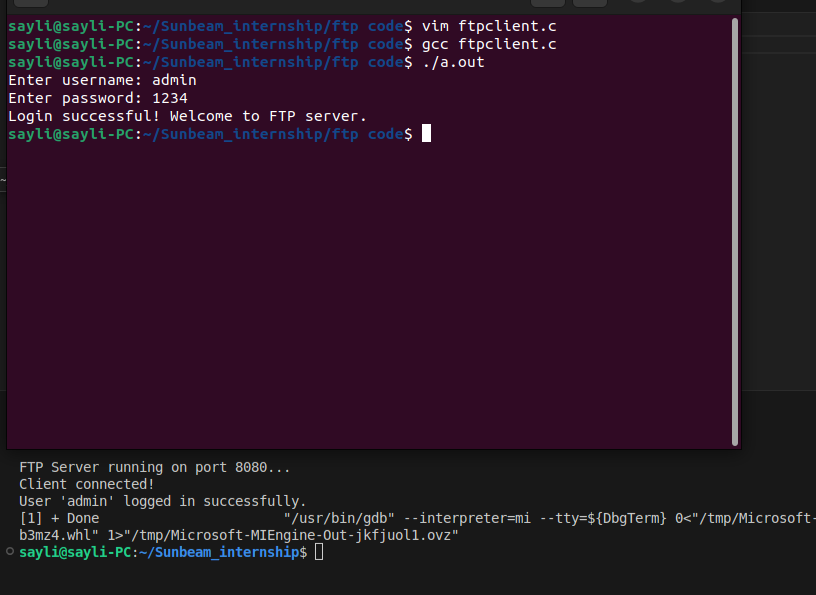 sayli@sayli-PC:~/Sunbeam_internship/ftp code$ vim ftpclient.c
sayli@sayli-PC:~/Sunbeam_internship/ftp code$ gcc ftpclient.c
sayli@sayli-PC:~/Sunbeam_internship/ftp code$ ./a.out
Enter username: admin
Enter password: 1234
Login successful! Welcome to FTP server.
sayli@sayli-PC:~/Sunbeam_internship/ftp code$
~
FTP Server running on port 8080...
Client connected!
User 'admin' logged in successfully.
[1] + Done "/usr/bin/gdb" --interpreter=mi --tty=${DbgTerm} 0<"/tmp/Microsoft-
b3mz4.whl" 1>"/tmp/Microsoft-MIEngine-Out-jkfjuol1.ovz"
sayli@sayli-PC:~/Sunbeam_internship$